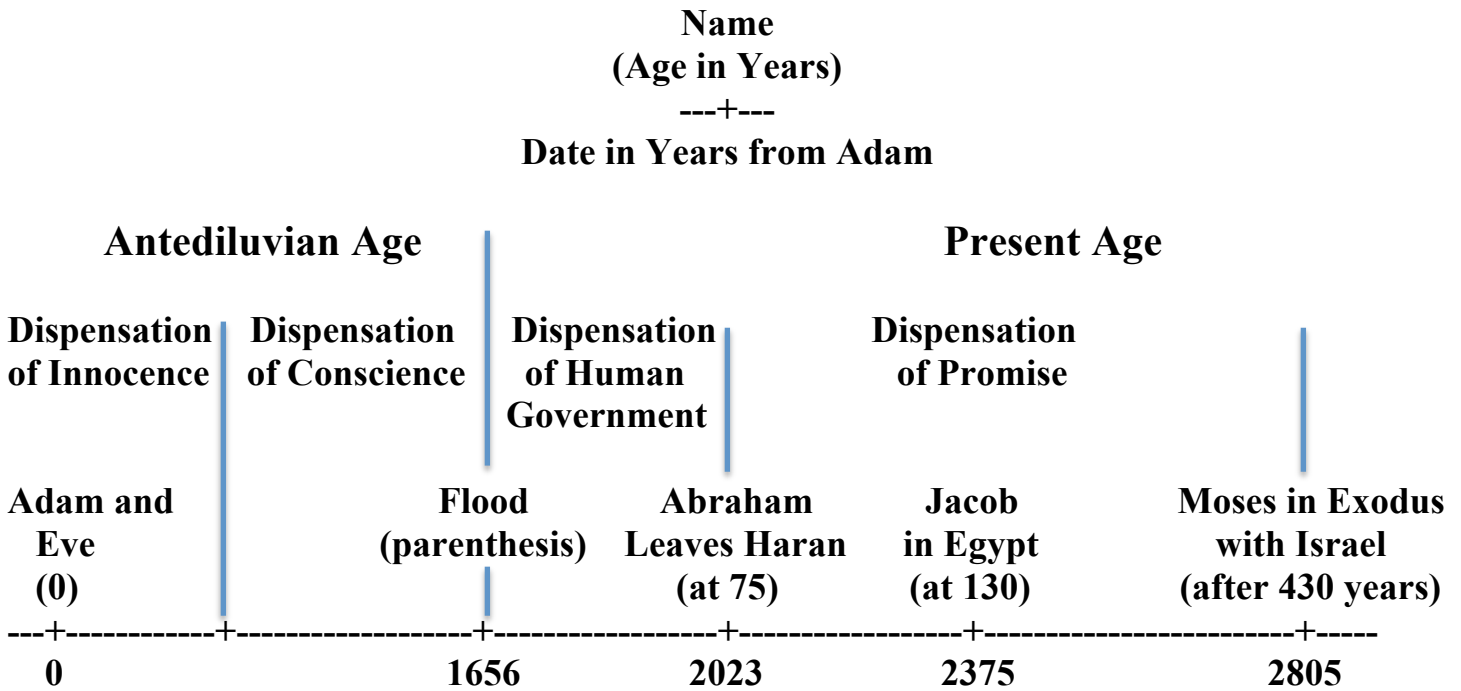 Name
(Age in Years)
---+---
Date in Years from Adam
Antediluvian Age Present Age
Dispensation of Innocence
Dispensation of Conscience
Dispensation of Human Government
Dispensation of Promise
Adam and Eve (0)
Flood (parenthesis)
Abraham Leaves Haran (at 75)
Jacob in Egypt (at 130)
Moses in Exodus with Israel (after 430 years)
---+------------+-------------------+------------------+-------------------+-------------------------+-----
0 1656 2023 2375 2805